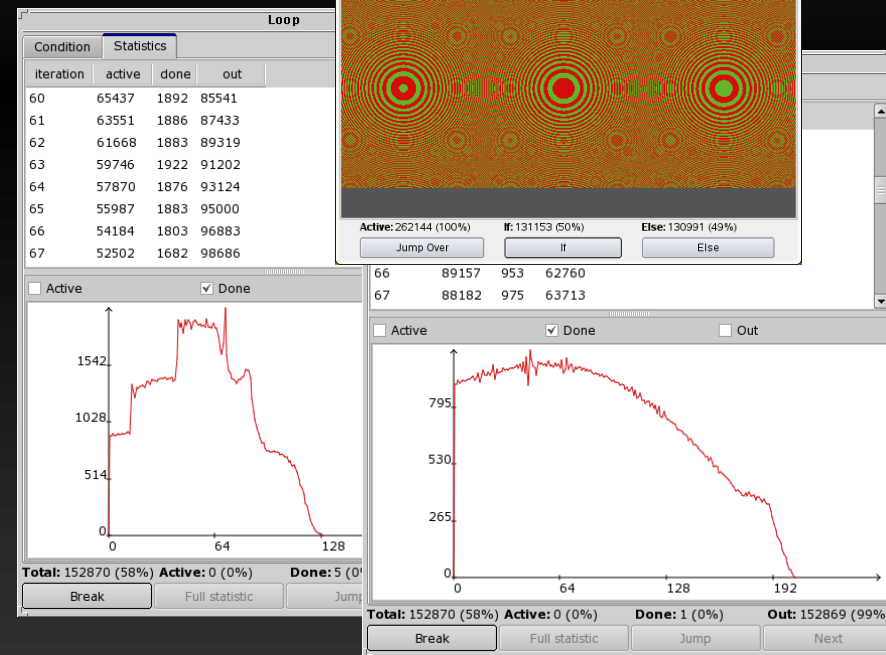 Loop
Condition Statistics
iteration active done out
60 65437 1892 85541
61 63551 1886 87433
62 61668 1883 89319
63 59746 1922 91202
64 57870 1876 93124
65 55987 1883 95000
66 54184 1803 96883
67 52502 1682 98686
Active Done
1542
1028
514
0
0 64 128
Total: 152870 (58%) Active: 0 (0%) Done: 5 (0%
Break Full statistic Jump
Active: 262144 (100%) If: 131153 (50%) Else: 130991 (49%)
Jump Over If Else
66 89157 953 62760
67 88182 975 63713
Active Done Out
795
530
265
0
0 64 128 192
Total: 152870 (58%) Active: 0 (0%) Done: 1 (0%) Out: 152869 (99%
Break Full statistic Jump Next